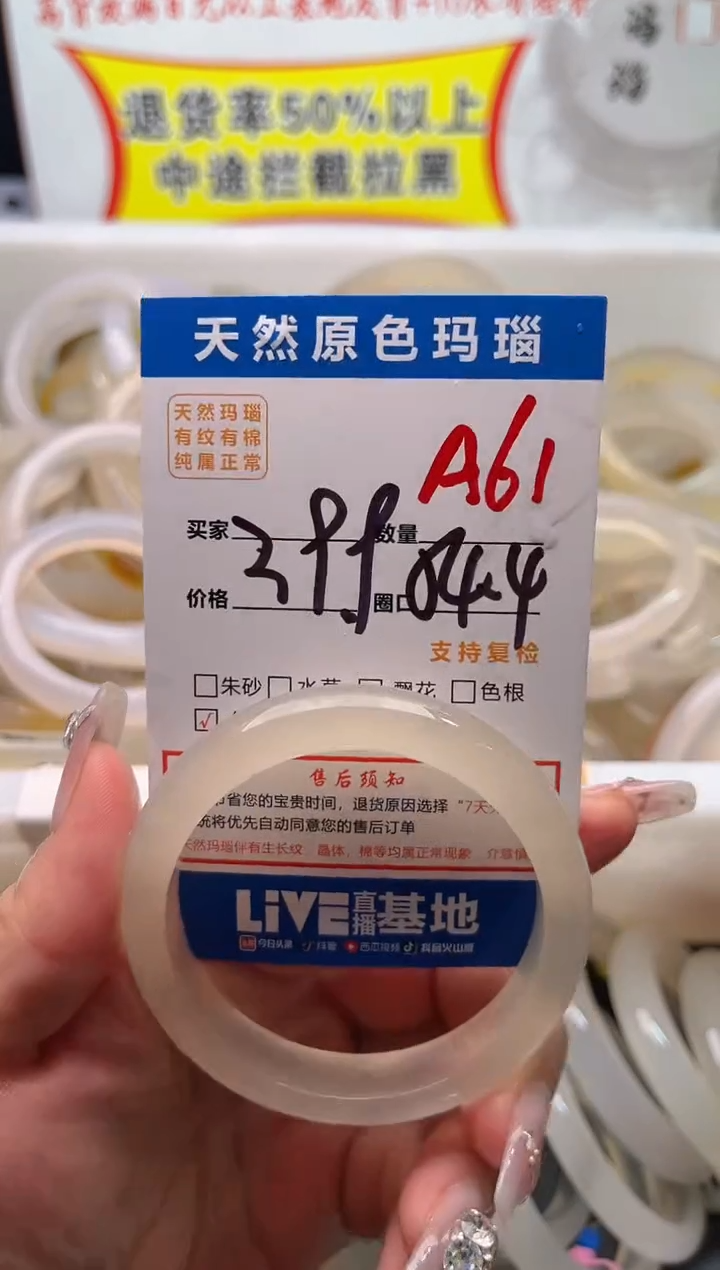 退货率50%以上
中途拦截拉黑
天然原色玛瑙
天然玛瑙
有纹有棉
纯属正常
A61
买家
数量
价格
圈口
54.4
支持复检
朱砂
飘花
色根
√
售后须知
省您的宝贵时间，退货原因选择“7天
统将优先自动同意您的售后订单
天然玛瑙伴有生长纹、晶体、棉等均属正常现象 介意慎
LIVE直播基地
今日头条 抖音 西瓜视频 抖音火山版